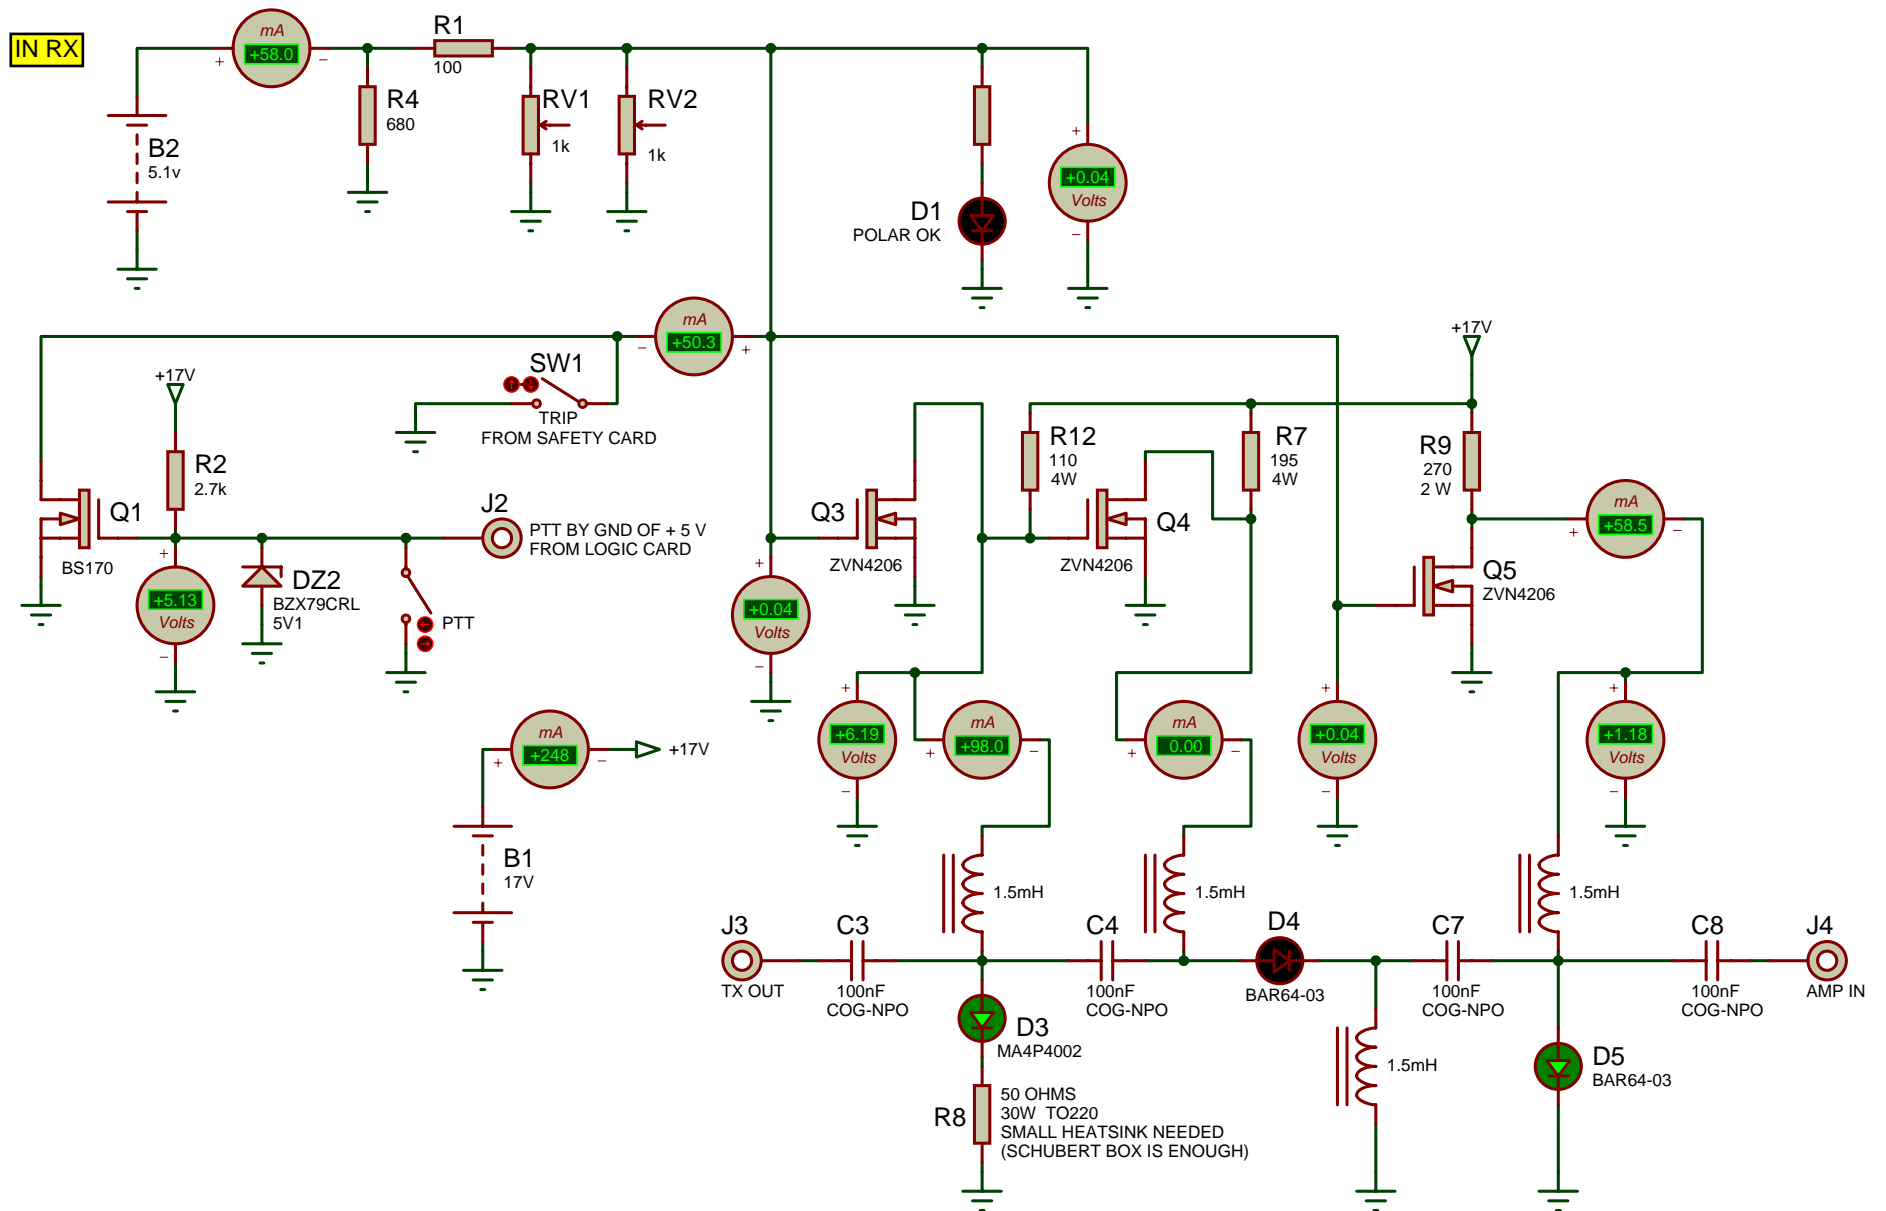 IN RX
mA
+58.0
+
−
R1
100
R4
680
RV1
1k
RV2
1k
B2
5.1v
D1
POLAR OK
+
+0.04
Volts
−
mA
+50.3
−
+
SW1
TRIP
FROM SAFETY CARD
+17V
R2
2.7k
Q1
BS170
J2
PTT BY GND OF + 5 V
FROM LOGIC CARD
+
+5.13
Volts
−
DZ2
BZX79CRL
5V1
PTT
+17V
R12
110
4W
R7
195
4W
R9
270
2 W
Q3
ZVN4206
Q4
ZVN4206
Q5
ZVN4206
mA
+58.5
+
−
+
+0.04
Volts
−
mA
+248
+
−
+17V
B1
17V
+
+6.19
Volts
−
mA
+98.0
+
−
mA
0.00
+
−
+
+0.04
Volts
−
+
+1.18
Volts
−
1.5mH
1.5mH
1.5mH
J3
TX OUT
C3
100nF
COG-NPO
C4
100nF
COG-NPO
D4
BAR64-03
C7
100nF
COG-NPO
C8
100nF
COG-NPO
J4
AMP IN
D3
MA4P4002
1.5mH
D5
BAR64-03
R8
50 OHMS
30W TO220
SMALL HEATSINK NEEDED
(SCHUBERT BOX IS ENOUGH)